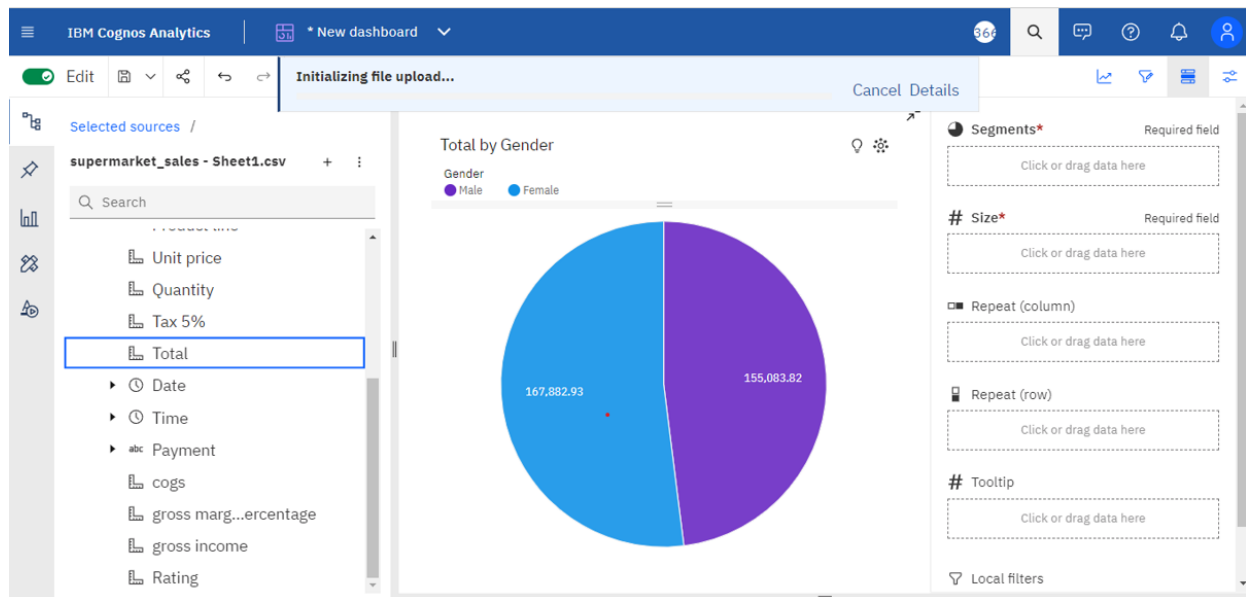 IBM Cognos Analytics
* New dashboard
366
Edit
Initializing file upload...
Cancel Details
Selected sources /
supermarket_sales - Sheet1.csv
Search
Product line
Unit price
Quantity
Tax 5%
Total
Date
Time
abc Payment
cogs
gross marg...ercentage
gross income
Rating
Total by Gender
Gender
Male Female
167,882.93
155,083.82
Segments* Required field
Click or drag data here
# Size* Required field
Click or drag data here
Repeat (column)
Click or drag data here
Repeat (row)
Click or drag data here
# Tooltip
Click or drag data here
Local filters